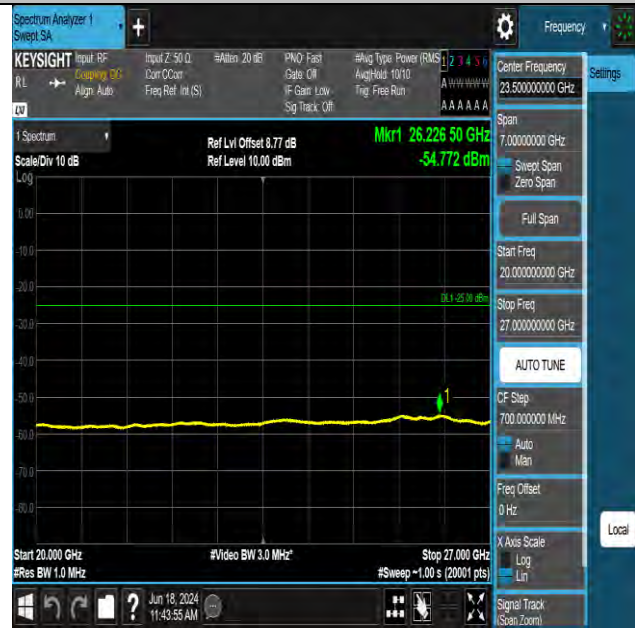 Spectrum Analyzer 1
Swept SA
Frequency
KEYSIGHT
RL
Input: RF
Coupling: DC
Align: Auto
Input Z: 50 Ω
Corr CCorr
Freq Ref: Int (S)
#Atten: 20 dB
PNO: Fast
Gate: Off
IF Gain: Low
Sig Track: Off
#Avg Type: Power (RMS
Avg|Hold: 10/10
Trig: Free Run
1 2 3 4 5 6
A W W W W W
A A A A A A
1 Spectrum
Scale/Div 10 dB
Log
Ref Lvl Offset 8.77 dB
Ref Level 10.00 dBm
Mkr1 26.226 50 GHz
-54.772 dBm
0.00
-10.0
-20.0
-30.0
-40.0
-50.0
-60.0
-70.0
-80.0
DL1 -25.00 dBm
1
Start 20.000 GHz
#Res BW 1.0 MHz
#Video BW 3.0 MHz*
Stop 27.000 GHz
#Sweep ~1.00 s (20001 pts)
Jun 18, 2024
11:43:55 AM
Center Frequency
23.500000000 GHz
Settings
Span
7.00000000 GHz
Swept Span
Zero Span
Full Span
Start Freq
20.000000000 GHz
Stop Freq
27.000000000 GHz
AUTO TUNE
CF Step
700.000000 MHz
Auto
Man
Freq Offset
0 Hz
X Axis Scale
Log
Lin
Local
Signal Track
(Span Zoom)